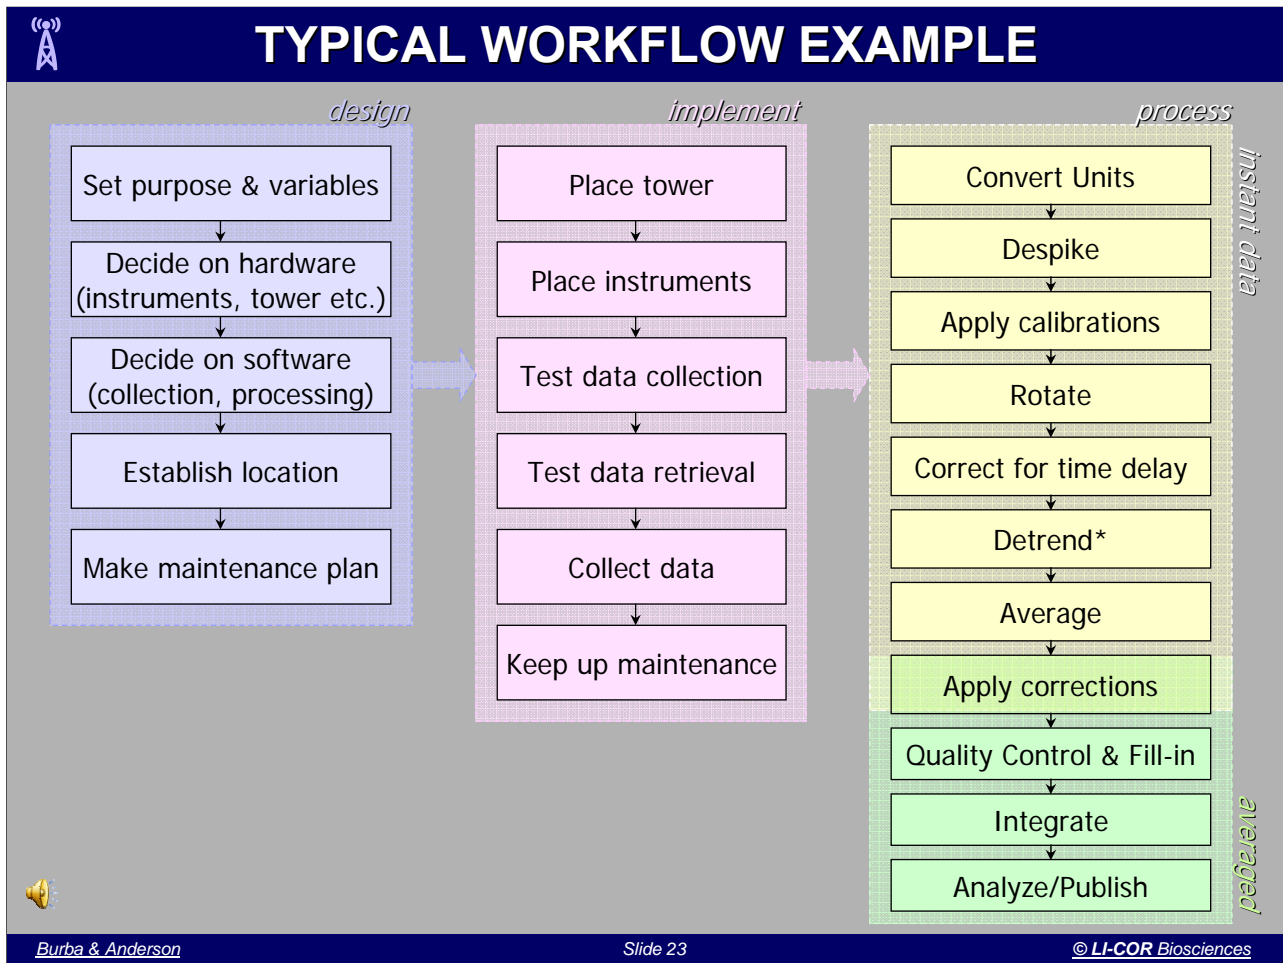 TYPICAL WORKFLOW EXAMPLE
design
Set purpose & variables
Decide on hardware
(instruments, tower etc.)
Decide on software
(collection, processing)
Establish location
Make maintenance plan
implement
Place tower
Place instruments
Test data collection
Test data retrieval
Collect data
Keep up maintenance
process
instant data
Convert Units
Despike
Apply calibrations
Rotate
Correct for time delay
Detrend*
Average
Apply corrections
Quality Control & Fill-in
Integrate
Analyze/Publish
averaged
Burba & Anderson
Slide 23
© LI-COR Biosciences